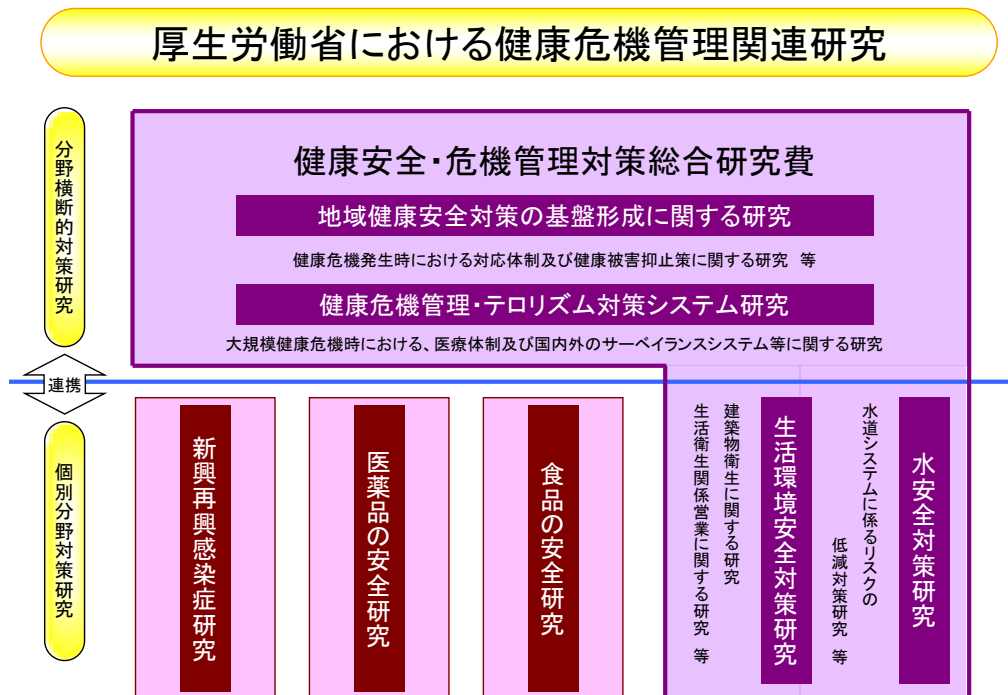 厚生労働省における健康危機管理関連研究
分野横断的対策研究
健康安全・危機管理対策総合研究費
地域健康安全対策の基盤形成に関する研究
健康危機発生時における対応体制及び健康被害抑止策に関する研究　等
健康危機管理・テロリズム対策システム研究
大規模健康危機時における、医療体制及び国内外のサーベイランスシステム等に関する研究
連携
個別分野対策研究
新興再興感染症研究
医薬品の安全研究
食品の安全研究
生活環境安全対策研究
建築物衛生に関する研究
生活衛生関係営業に関する研究　等
水安全対策研究
水道システムに係るリスクの
低減対策研究　等